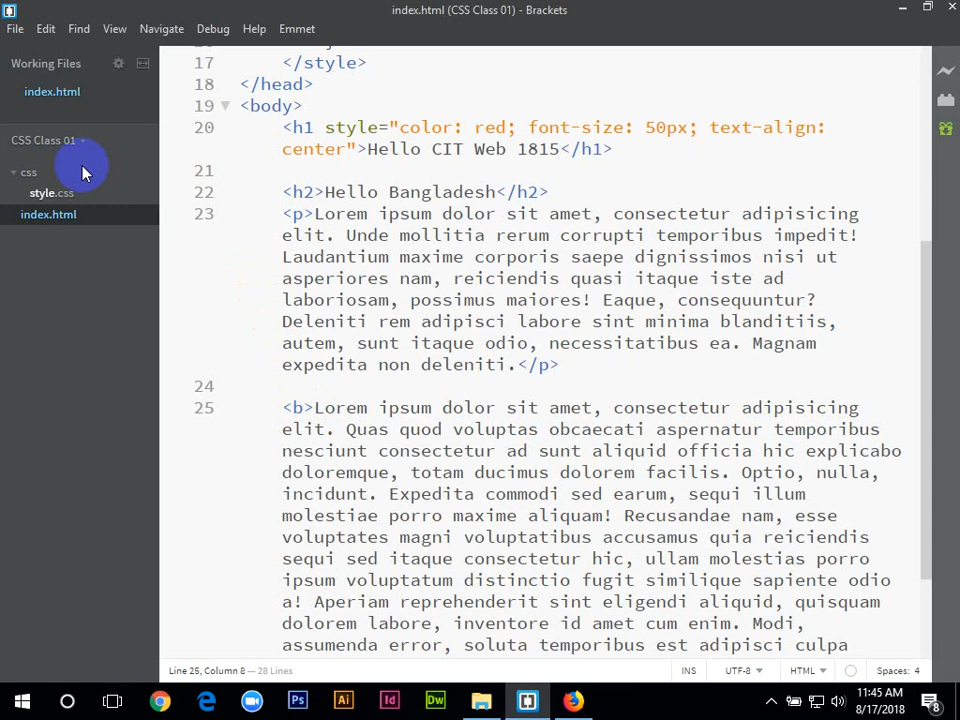 index.html (CSS Class 01) - Brackets
File Edit Find View Navigate Debug Help Emmet
Working Files
index.html
CSS Class 01
css
style.css
index.html
17 </style>
18 </head>
19 <body>
20 <h1 style="color: red; font-size: 50px; text-align:
center">Hello CIT Web 1815</h1>
21
22 <h2>Hello Bangladesh</h2>
23 <p>Lorem ipsum dolor sit amet, consectetur adipisicing
elit. Unde mollitia rerum corrupti temporibus impedit!
Laudantium maxime corporis saepe dignissimos nisi ut
asperiores nam, reiciendis quasi itaque iste ad
laboriosam, possimus maiores! Eaque, consequuntur?
Deleniti rem adipisci labore sint minima blanditiis,
autem, sunt itaque odio, necessitatibus ea. Magnam
expedita non deleniti.</p>
24
25 <b>Lorem ipsum dolor sit amet, consectetur adipisicing
elit. Quas quod voluptas obcaecati aspernatur temporibus
nesciunt consectetur ad sunt aliquid officia hic explicabo
doloremque, totam ducimus dolorem facilis. Optio, nulla,
incidunt. Expedita commodi sed earum, sequi illum
molestiae porro maxime aliquam! Recusandae nam, esse
voluptates magni voluptatibus accusamus quia reiciendis
sequi sed itaque consectetur hic, ullam molestias porro
ipsum voluptatum distinctio fugit similique sapiente odio
a! Aperiam reprehenderit sint eligendi aliquid, quisquam
dolorem labore, inventore id amet cum enim. Modi,
assumenda error, soluta temporibus est adipisci culpa
Line 25, Column 8 — 28 Lines
INS UTF-8 HTML Spaces: 4
Ps Ai Id Dw
11:45 AM
8/17/2018
8